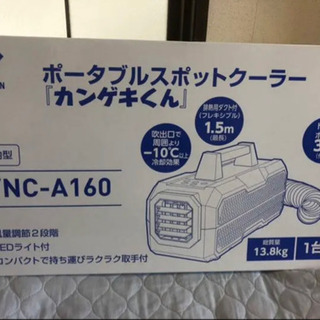 ポータブルスポットクーラー
『カンゲキくん』
吹出口で
周囲より
-10℃以上
冷却効果
排熱用ダクト付
(フレキシブル)
1.5m
(最長)
NC-A160
風量調節2段階
EDライト付
コンパクトで持ち運びラクラク取手付
総質量
13.8kg
1台